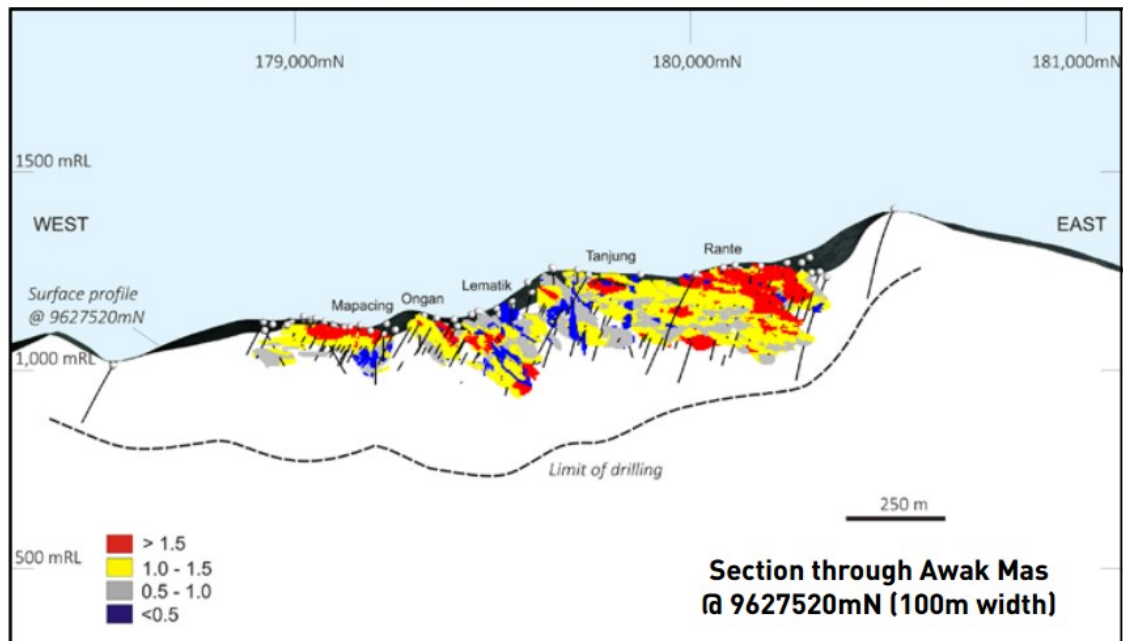 179,000mN
180,000mN
181,000mN
1500 mRL
WEST
EAST
Tanjung
Rante
Lematik
Surface profile
@ 9627520mN
Mapacing
Ongan
1,000 mRL
Limit of drilling
250 m
500 mRL
> 1.5
1.0 - 1.5
0.5 - 1.0
<0.5
Section through Awak Mas
@ 9627520mN (100m width)